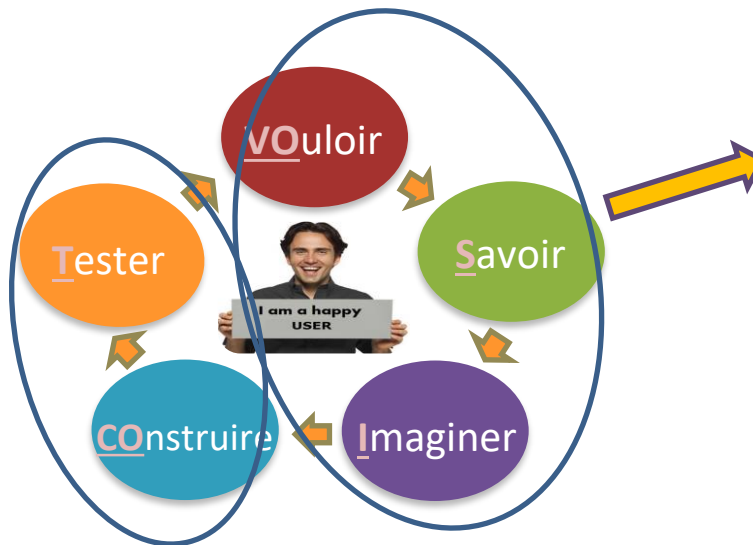 VOuloir
Savoir
Imaginer
COnstruire
Tester
I am a happy
USER